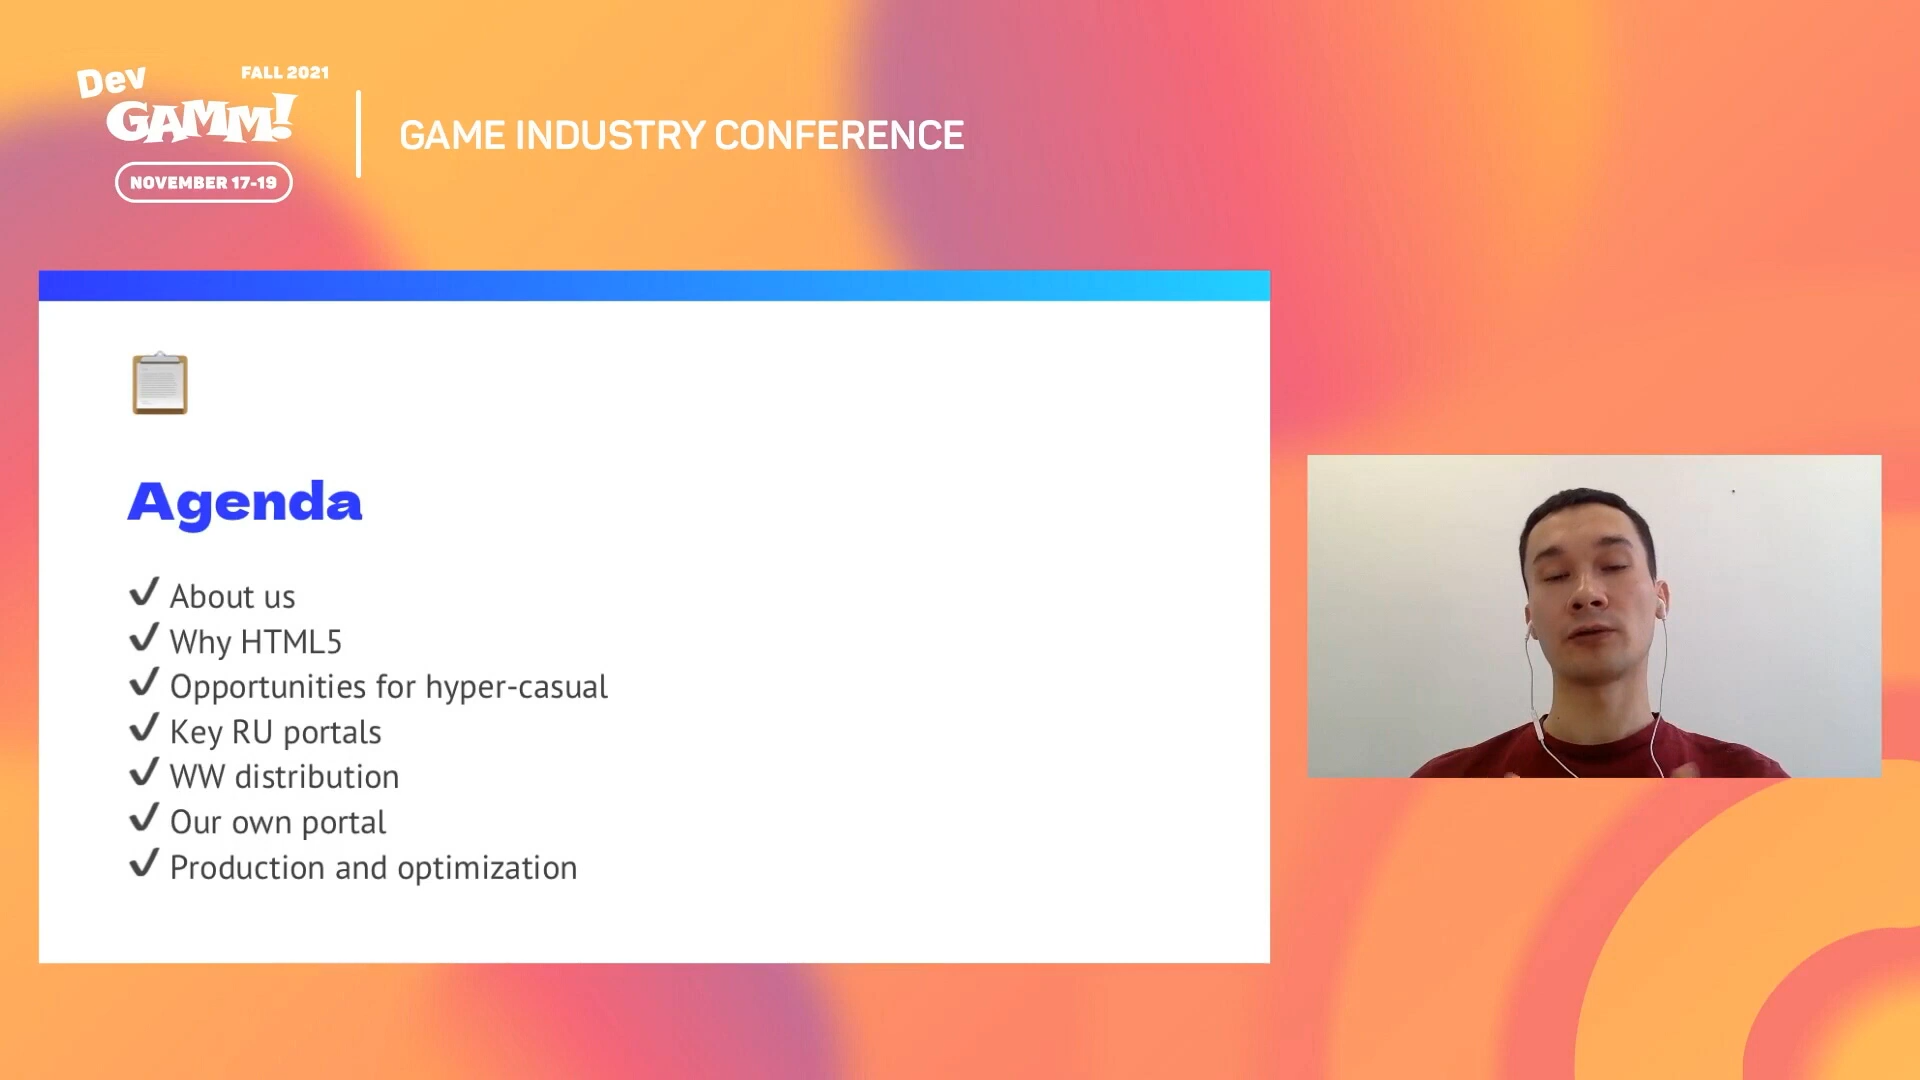 Dev
GAMM!
FALL 2021
NOVEMBER 17-19
GAME INDUSTRY CONFERENCE
Agenda
✔ About us
✔ Why HTML5
✔ Opportunities for hyper-casual
✔ Key RU portals
✔ WW distribution
✔ Our own portal
✔ Production and optimization